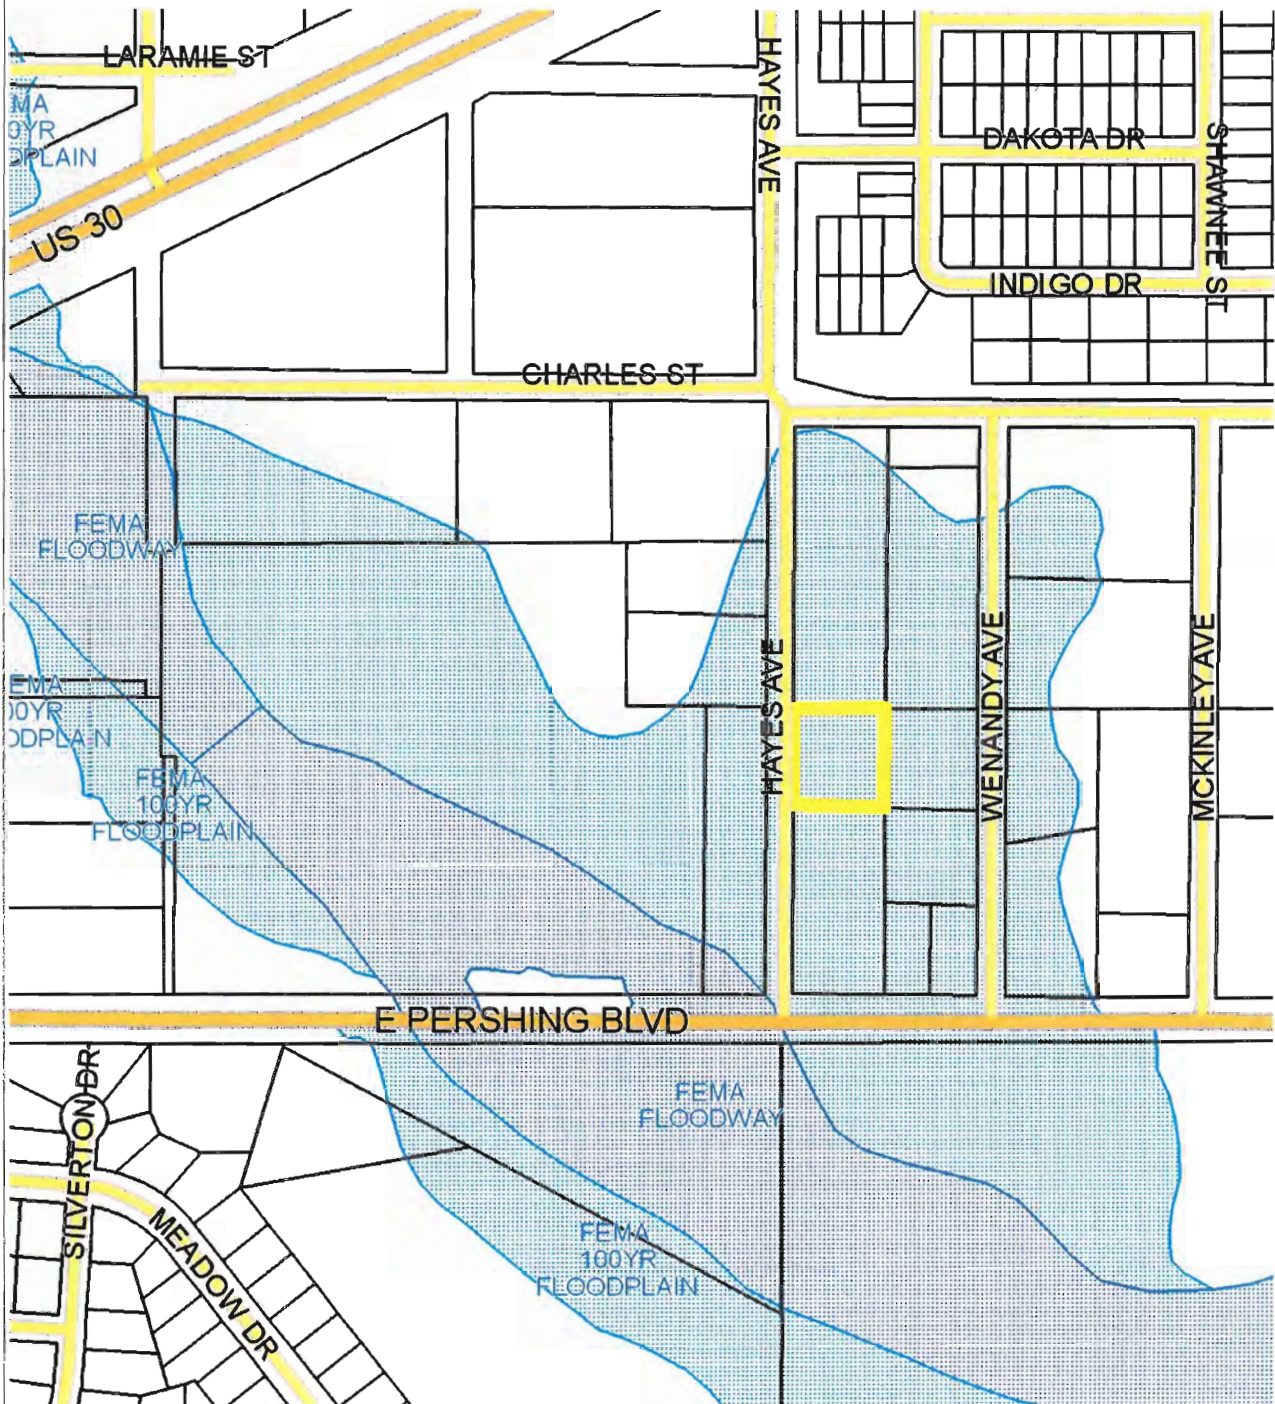 LARAMIE ST
HAYES AVE
DAKOTA DR
SHAWNEE ST
US 30
INDIGO DR
CHARLES ST
FEMA
FLOODWAY
HAYES AVE
WENANDY AVE
MCKINLEY AVE
FEMA
100YR
FLOODPLAIN
E PERSHING BLVD
SILVERTON DR
FEMA
FLOODWAY
MEADOW DR
FEMA
100YR
FLOODPLAIN